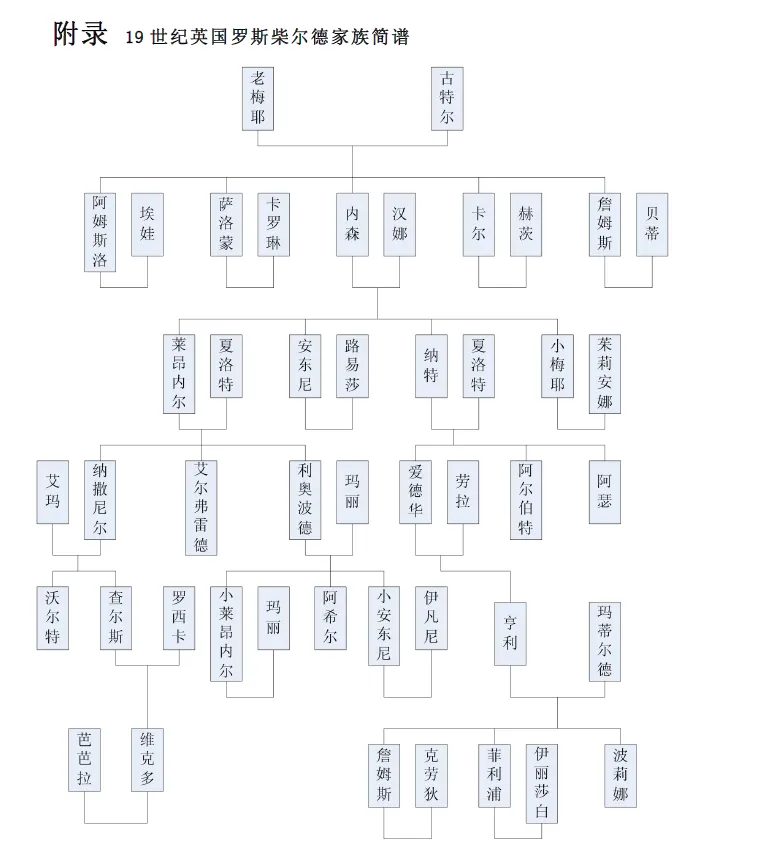 附录 19 世纪英国罗斯柴尔德家族简谱
老梅耶
古特尔
阿姆斯洛
埃娃
萨洛蒙
卡罗琳
内森
汉娜
卡尔
赫茨
詹姆斯
贝蒂
莱昂内尔
夏洛特
安东尼
路易莎
纳特
夏洛特
小梅耶
茱莉安娜
艾玛
纳撒尼尔
艾尔弗雷德
利奥波德
玛丽
爱德华
劳拉
阿尔伯特
阿瑟
沃尔特
查尔斯
罗西卡
小莱昂内尔
玛丽
阿希尔
小安东尼
伊凡尼
亨利
玛蒂尔德
芭芭拉
维克多
詹姆斯
克劳狄
菲利浦
伊丽莎白
波莉娜